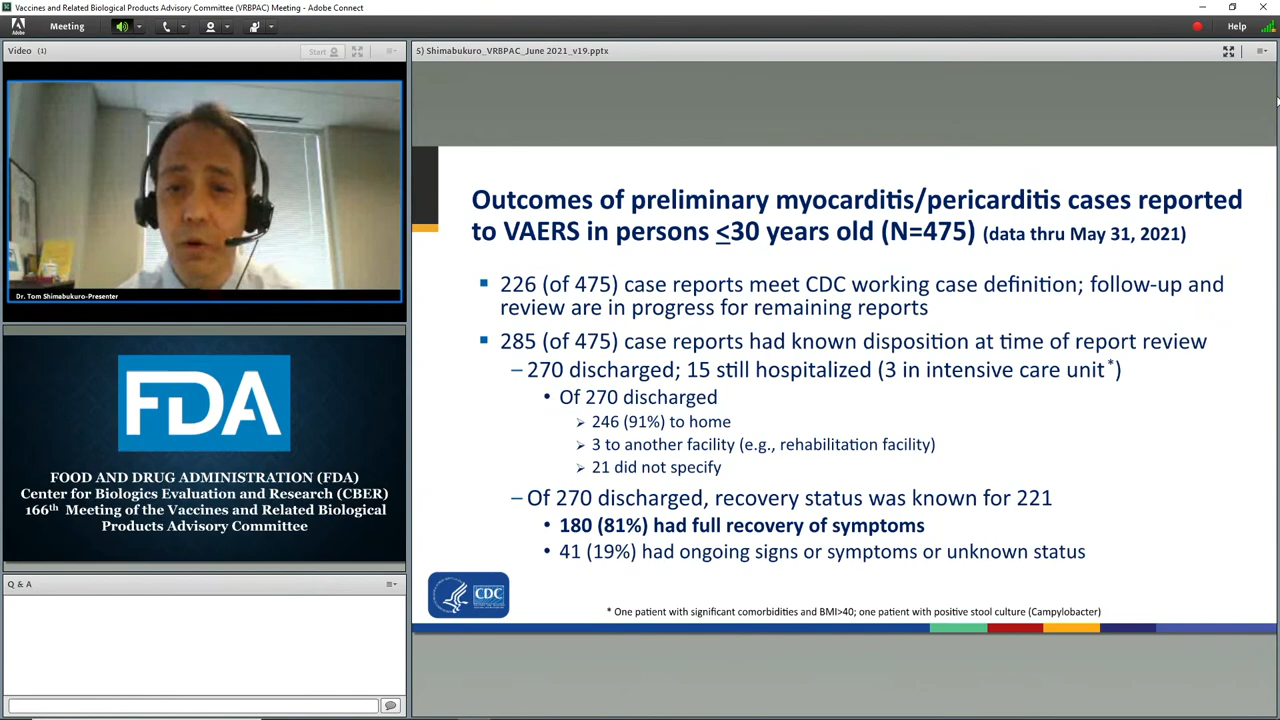 Vaccines and Related Biological Products Advisory Committee (VRBPAC) Meeting - Adobe Connect
Meeting
Help
Video (1)
Start
5) Shimabukuro_VRBPAC_June 2021_v19.pptx
Dr. Tom Shimabukuro-Presenter
FDA
FOOD AND DRUG ADMINISTRATION (FDA)
Center for Biologics Evaluation and Research (CBER)
166th Meeting of the Vaccines and Related Biological
Products Advisory Committee
Q & A
Outcomes of preliminary myocarditis/pericarditis cases reported
to VAERS in persons <30 years old (N=475) (data thru May 31, 2021)
▪ 226 (of 475) case reports meet CDC working case definition; follow-up and
review are in progress for remaining reports
▪ 285 (of 475) case reports had known disposition at time of report review
–270 discharged; 15 still hospitalized (3 in intensive care unit*)
• Of 270 discharged
➢ 246 (91%) to home
➢ 3 to another facility (e.g., rehabilitation facility)
➢ 21 did not specify
–Of 270 discharged, recovery status was known for 221
• 180 (81%) had full recovery of symptoms
• 41 (19%) had ongoing signs or symptoms or unknown status
CDC
* One patient with significant comorbidities and BMI>40; one patient with positive stool culture (Campylobacter)